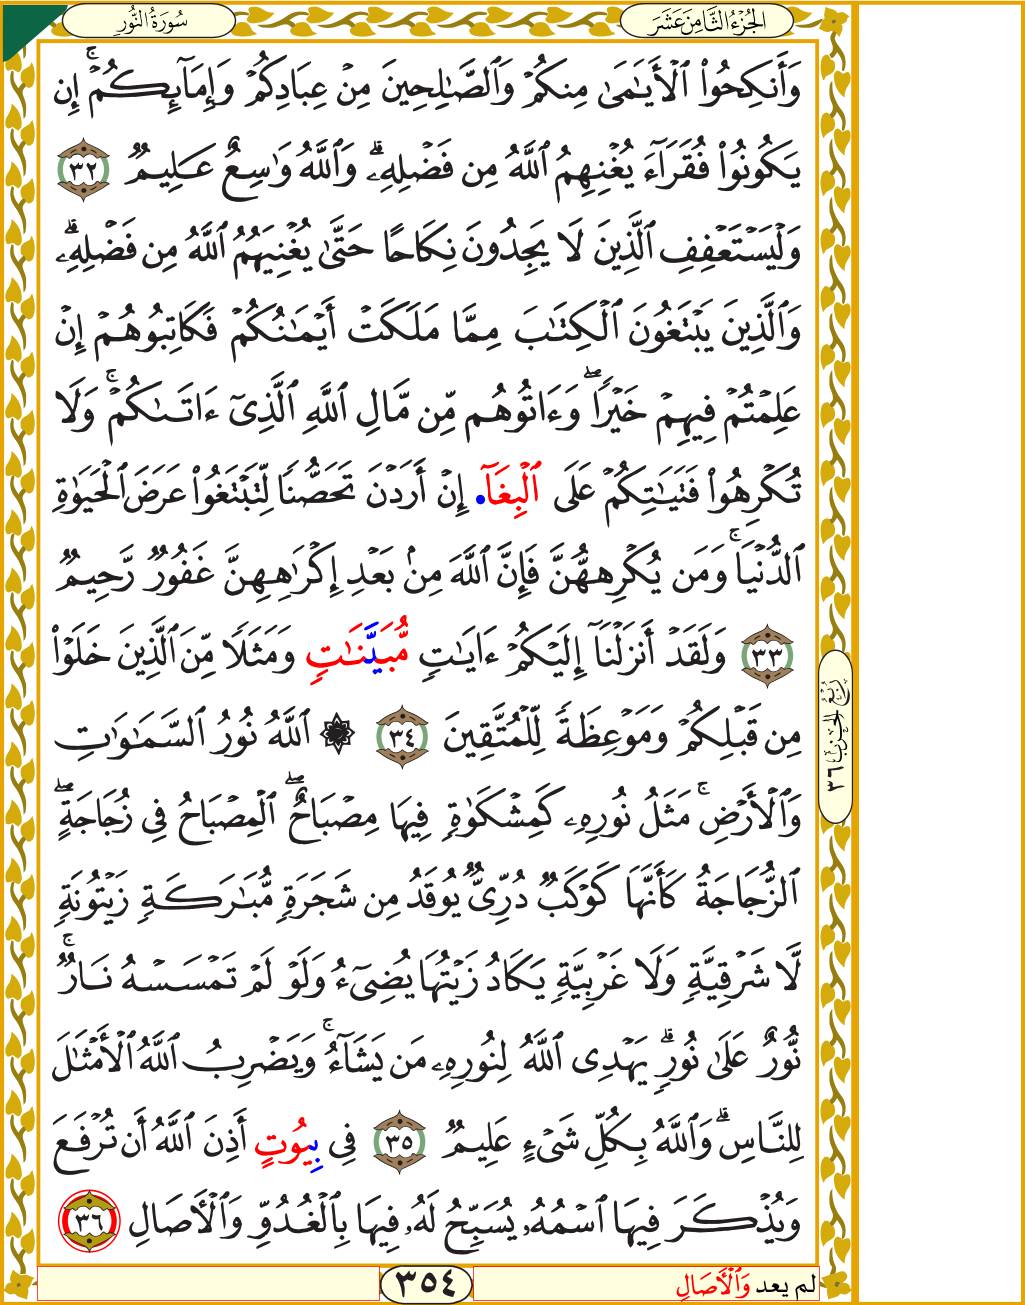 الجُزْءُ الثَّامِنَ عَشَرَ
سُورَةُ النُّورِ
وَأَنكِحُواْ ٱلۡأَيَٰمَىٰ مِنكُمۡ وَٱلصَّٰلِحِينَ مِنۡ عِبَادِكُمۡ وَإِمَآئِكُمۡۚ إِن
يَكُونُواْ فُقَرَآءَ يُغۡنِهِمُ ٱللَّهُ مِن فَضۡلِهِۦۗ وَٱللَّهُ وَٰسِعٌ عَلِيمٞ ٣٢
وَلۡيَسۡتَعۡفِفِ ٱلَّذِينَ لَا يَجِدُونَ نِكَاحًا حَتَّىٰ يُغۡنِيَهُمُ ٱللَّهُ مِن فَضۡلِهِۦۗ
وَٱلَّذِينَ يَبۡتَغُونَ ٱلۡكِتَٰبَ مِمَّا مَلَكَتۡ أَيۡمَٰنُكُمۡ فَكَاتِبُوهُمۡ إِنۡ
عَلِمۡتُمۡ فِيهِمۡ خَيۡرٗاۖ وَءَاتُوهُم مِّن مَّالِ ٱللَّهِ ٱلَّذِيٓ ءَاتَىٰكُمۡۚ وَلَا
تُكۡرِهُواْ فَتَيَٰتِكُمۡ عَلَى ٱلۡبِغَآ• إِنۡ أَرَدۡنَ تَحَصُّنٗا لِّتَبۡتَغُواْ عَرَضَ ٱلۡحَيَوٰةِ
ٱلدُّنۡيَاۚ وَمَن يُكۡرِههُّنَّ فَإِنَّ ٱللَّهَ مِنۢ بَعۡدِ إِكۡرَٰهِهِنَّ غَفُورٞ رَّحِيمٞ
٣٣ وَلَقَدۡ أَنزَلۡنَآ إِلَيۡكُمۡ ءَايَٰتٖ مُّبَيَّنَٰتٖ وَمَثَلٗا مِّنَ ٱلَّذِينَ خَلَوۡاْ
مِن قَبۡلِكُمۡ وَمَوۡعِظَةٗ لِّلۡمُتَّقِينَ ٣٤ ۞ ٱللَّهُ نُورُ ٱلسَّمَٰوَٰتِ
وَٱلۡأَرۡضِۚ مَثَلُ نُورِهِۦ كَمِشۡكَوٰةٖ فِيهَا مِصۡبَاحٌۖ ٱلۡمِصۡبَاحُ فِي زُجَاجَةٍۖ
ٱلزُّجَاجَةُ كَأَنَّهَا كَوۡكَبٞ دُرِّيّٞ يُوقَدُ مِن شَجَرَةٖ مُّبَٰرَكَةٖ زَيۡتُونَةٖ
لَّا شَرۡقِيَّةٖ وَلَا غَرۡبِيَّةٖ يَكَادُ زَيۡتُهَا يُضِيٓءُ وَلَوۡ لَمۡ تَمۡسَسۡهُ نَارٞۚ
نُّورٌ عَلَىٰ نُورٖۚ يَهۡدِي ٱللَّهُ لِنُورِهِۦ مَن يَشَآءُۚ وَيَضۡرِبُ ٱللَّهُ ٱلۡأَمۡثَٰلَ
لِلنَّاسِۗ وَٱللَّهُ بِكُلِّ شَيۡءٍ عَلِيمٞ ٣٥ فِي بِيُوتٍ أَذِنَ ٱللَّهُ أَن تُرۡفَعَ
وَيُذۡكَرَ فِيهَا ٱسۡمُهُۥ يُسَبِّحُ لَهُۥ فِيهَا بِٱلۡغُدُوِّ وَٱلۡأٓصَالِ ٣٦
رُبُعُ الحِزب ٣٦
لم يعد وَٱلۡأٓصَالِ
٣٥٤